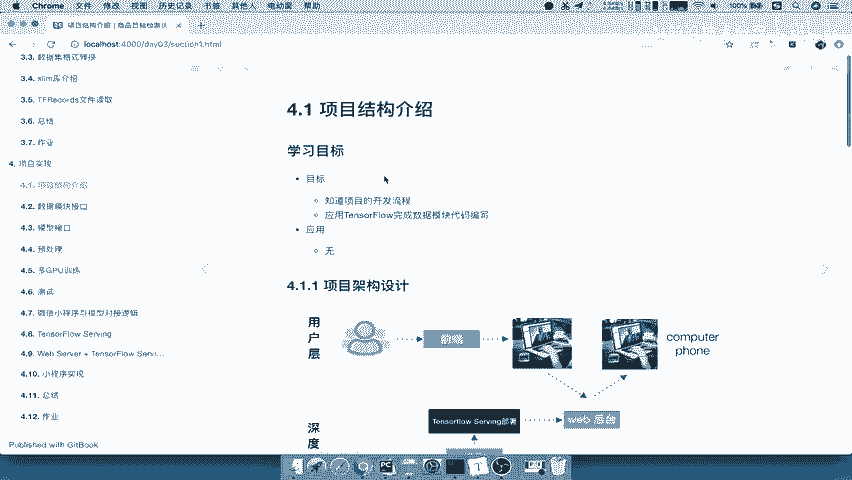 Chrome 文件 修改 视图 历史记录 书签 其他人 电动窗 帮助
100%
项目结构介绍 | 商品目标检测
localhost:4000/day03/section1.html
3.3. 数据集格式转换
3.4. slim库介绍
3.5. TFRecords文件读取
3.6. 总结
3.7. 作业
4. 项目实现
4.1. 项目结构介绍
4.2. 数据模块接口
4.3. 模型接口
4.4. 预处理
4.5. 多GPU训练
4.6. 测试
4.7. 微信小程序与模型对接逻辑
4.8. TensorFlow Serving
4.9. Web Server + TensorFlow Servi...
4.10. 小程序实现
4.11. 总结
4.12. 作业
Published with GitBook
4.1 项目结构介绍
学习目标
目标
知道项目的开发流程
应用TensorFlow完成数据模块代码编写
应用
无
4.1.1 项目架构设计
用户层
前端
computer
phone
深度
Tensorflow Serving部署
web 后台